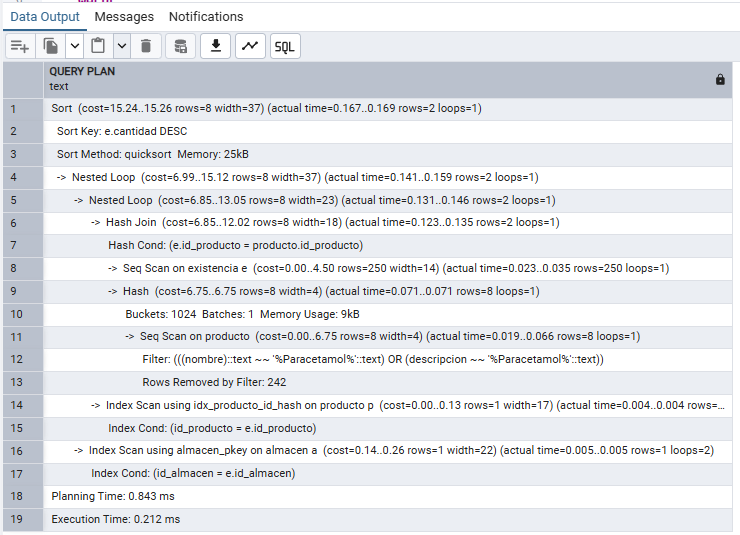 Data Output Messages Notifications
SQL
QUERY PLAN
text
1 Sort (cost=15.24..15.26 rows=8 width=37) (actual time=0.167..0.169 rows=2 loops=1)
2 Sort Key: e.cantidad DESC
3 Sort Method: quicksort Memory: 25kB
4 -> Nested Loop (cost=6.99..15.12 rows=8 width=37) (actual time=0.141..0.159 rows=2 loops=1)
5 -> Nested Loop (cost=6.85..13.05 rows=8 width=23) (actual time=0.131..0.146 rows=2 loops=1)
6 -> Hash Join (cost=6.85..12.02 rows=8 width=18) (actual time=0.123..0.135 rows=2 loops=1)
7 Hash Cond: (e.id_producto = producto.id_producto)
8 -> Seq Scan on existencia e (cost=0.00..4.50 rows=250 width=14) (actual time=0.023..0.035 rows=250 loops=1)
9 -> Hash (cost=6.75..6.75 rows=8 width=4) (actual time=0.071..0.071 rows=8 loops=1)
10 Buckets: 1024 Batches: 1 Memory Usage: 9kB
11 -> Seq Scan on producto (cost=0.00..6.75 rows=8 width=4) (actual time=0.019..0.066 rows=8 loops=1)
12 Filter: (((nombre)::text ~~ '%Paracetamol%'::text) OR (descripcion ~~ '%Paracetamol%'::text))
13 Rows Removed by Filter: 242
14 -> Index Scan using idx_producto_id_hash on producto p (cost=0.00..0.13 rows=1 width=17) (actual time=0.004..0.004 rows=...
15 Index Cond: (id_producto = e.id_producto)
16 -> Index Scan using almacen_pkey on almacen a (cost=0.14..0.26 rows=1 width=22) (actual time=0.005..0.005 rows=1 loops=2)
17 Index Cond: (id_almacen = e.id_almacen)
18 Planning Time: 0.843 ms
19 Execution Time: 0.212 ms